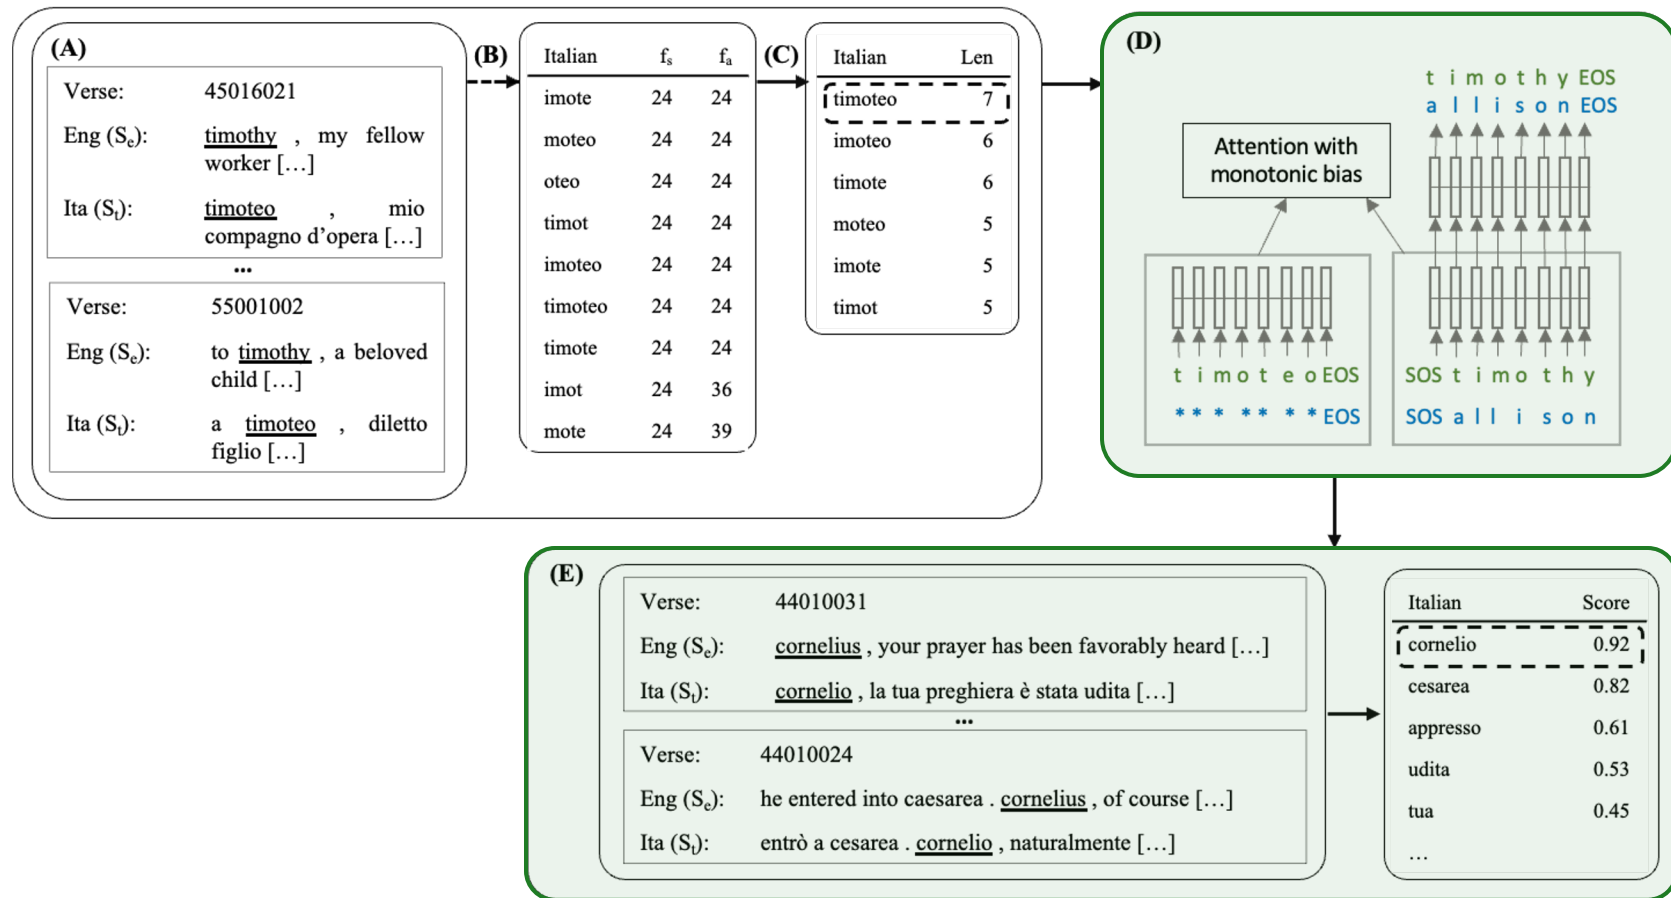 (A)
Verse: 45016021
Eng (Sₑ): timothy , my fellow
worker […]
Ita (Sₜ): timoteo , mio
compagno d'opera […]
...
Verse: 55001002
Eng (Sₑ): to timothy , a beloved
child […]
Ita (Sₜ): a timoteo , diletto
figlio […]
(B)
Italian fₛ fₐ
imote 24 24
moteo 24 24
oteo 24 24
timot 24 24
imoteo 24 24
timoteo 24 24
timote 24 24
imot 24 36
mote 24 39
(C)
Italian Len
timoteo 7
imoteo 6
timote 6
moteo 5
imote 5
timot 5
(D)
t i m o t h y EOS
a l l i s o n EOS
Attention with
monotonic bias
t i m o t e o EOS
* * * * * * * EOS
SOS t i m o t h y
SOS a l l i s o n
(E)
Verse: 44010031
Eng (Sₑ): cornelius , your prayer has been favorably heard […]
Ita (Sₜ): cornelio , la tua preghiera è stata udita […]
...
Verse: 44010024
Eng (Sₑ): he entered into caesarea . cornelius , of course […]
Ita (Sₜ): entrò a cesarea . cornelio , naturalmente […]
Italian Score
cornelio 0.92
cesarea 0.82
appresso 0.61
udita 0.53
tua 0.45
...